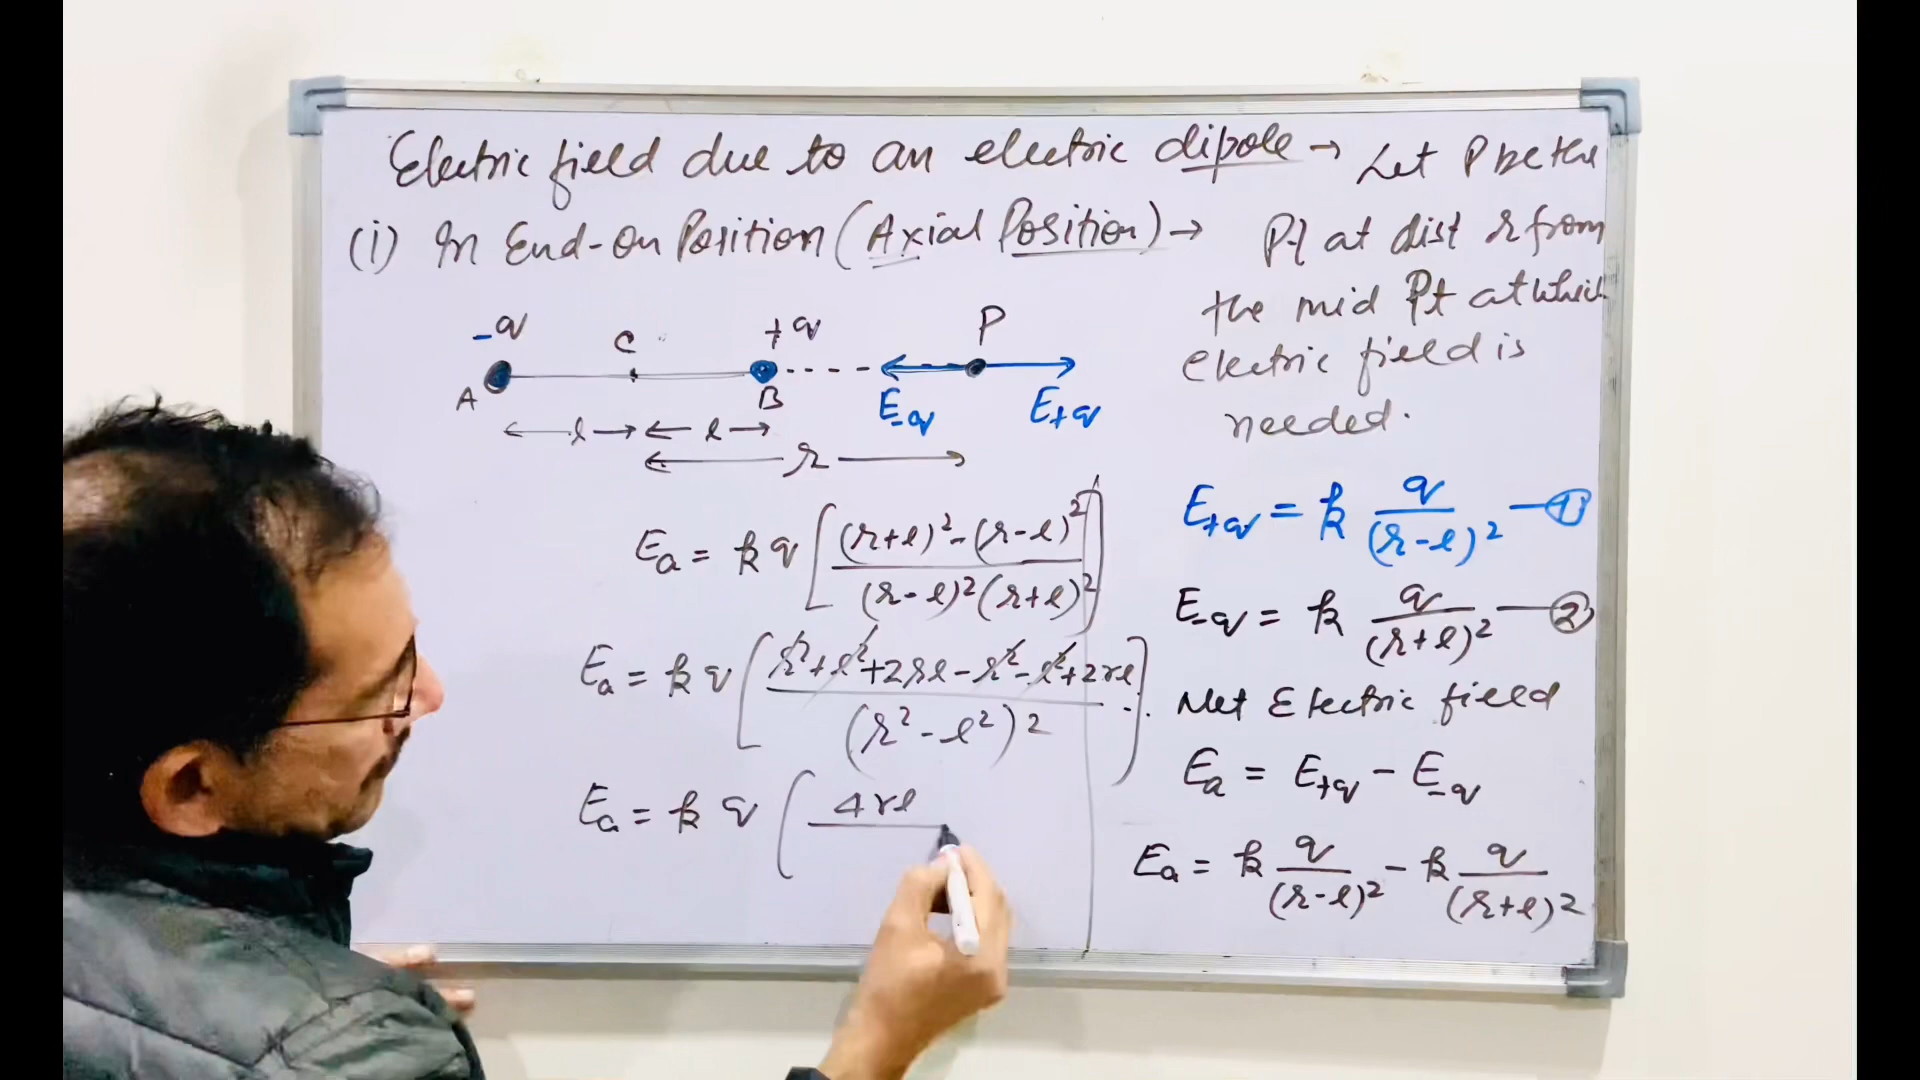 Electric field due to an electric dipole → Let P be the
(i) In End-on Position (Axial Position) → Pt at dist r from
the mid Pt at which
electric field is
needed.
-q C +q P
A B E-q E+q
l l
r
E+q = k q/(r-l)² — ①
E-q = k q/(r+l)² — ②
Net Electric field
Ea = E+q - E-q
Ea = k q/(r-l)² - k q/(r+l)²
Ea = k q [(r+l)² - (r-l)² / (r-l)² (r+l)²]
Ea = k q [r² + l² + 2rl - r² - l² + 2rl / (r² - l²)²]
Ea = k q [4rl